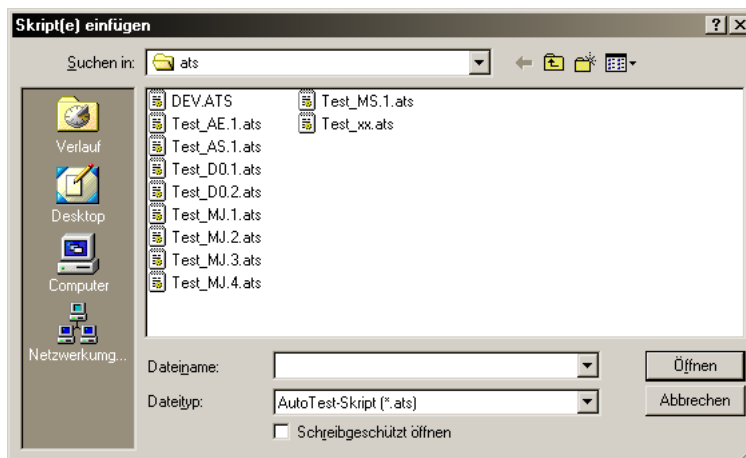 Skript(e) einfügen
Suchen in: ats
Verlauf
Desktop
Computer
Netzwerkumg...
DEV.ATS
Test_AE.1.ats
Test_AS.1.ats
Test_D0.1.ats
Test_D0.2.ats
Test_MJ.1.ats
Test_MJ.2.ats
Test_MJ.3.ats
Test_MJ.4.ats
Test_MS.1.ats
Test_xx.ats
Dateiname:
Öffnen
Dateityp: AutoTest-Skript (*.ats)
Abbrechen
Schreibgeschützt öffnen